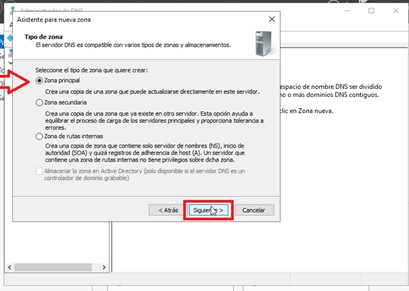 Administrador de DNS
Asistente para nueva zona
Tipo de zona
El servidor DNS es compatible con varios tipos de zonas y almacenamientos.
Seleccione el tipo de zona que quiere crear:
Zona principal
Crea una copia de una zona que puede actualizarse directamente en este servidor.
Zona secundaria
Crea una copia de una zona que ya existe en otro servidor. Esta opción ayuda a
equilibrar el proceso de carga de los servidores principales y proporciona tolerancia a
errores.
Zona de rutas internas
Crea una copia de zona que contiene solo servidor de nombres (NS), inicio de
autoridad (SOA) y quizá registros de adherencia de host (A). Un servidor que
contiene una zona de rutas internas no tiene privilegios sobre dicha zona.
Almacenar la zona en Active Directory (solo disponible si el servidor DNS es un
controlador de dominio grabable)
< Atrás
Siguiente >
Cancelar
espacio de nombre DNS ser dividido
o más dominios DNS contiguos.
clic en Zona nueva.